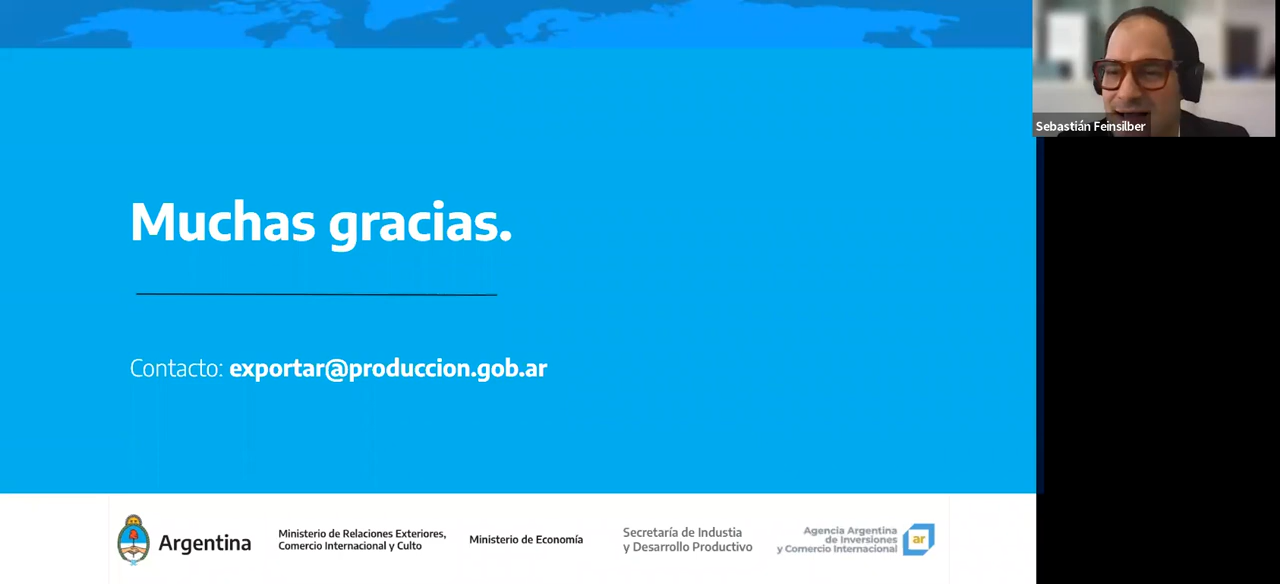 Sebastián Feinsilber
Muchas gracias.
Contacto: exportar@produccion.gob.ar
Argentina
Ministerio de Relaciones Exteriores,
Comercio Internacional y Culto
Ministerio de Economía
Secretaría de Industia
y Desarrollo Productivo
Agencia Argentina
de Inversiones
y Comercio Internacional
ar